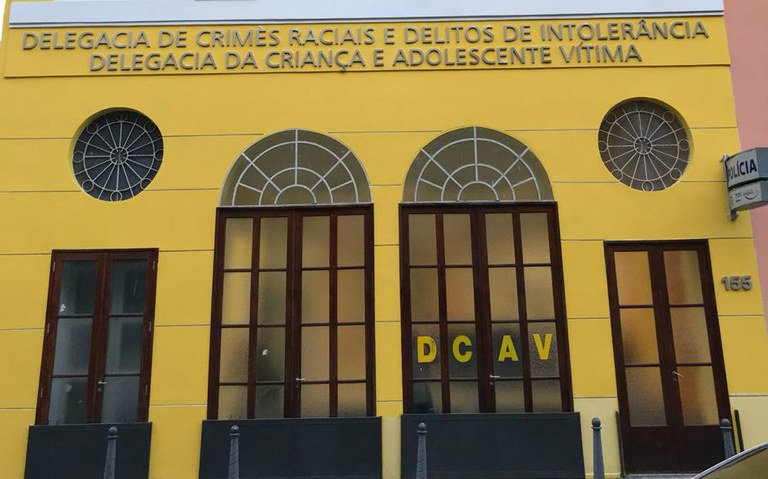 DELEGACIA DE CRIMES RACIAIS E DELITOS DE INTOLERÂNCIA
DELEGACIA DA CRIANÇA E ADOLESCENTE VÍTIMA
POLÍCIA
155
DCAV